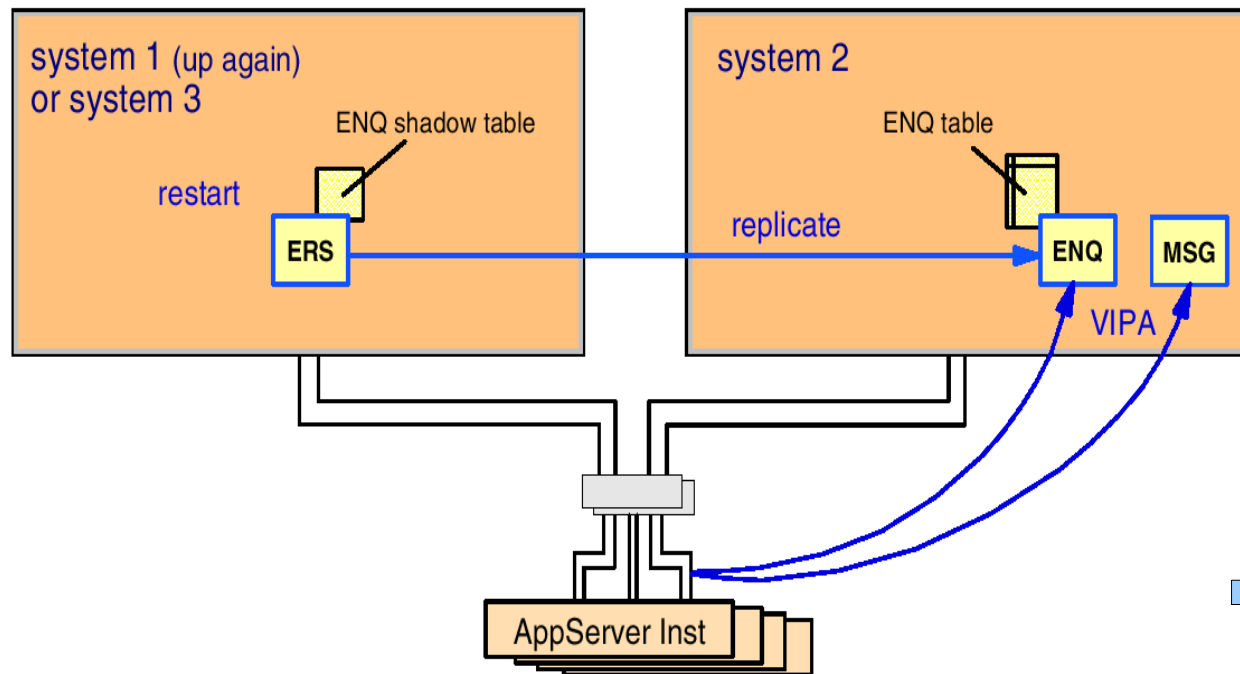 system 1 (up again)
or system 3
ENQ shadow table
restart
ERS
system 2
ENQ table
replicate
ENQ
MSG
VIPA
AppServer Inst